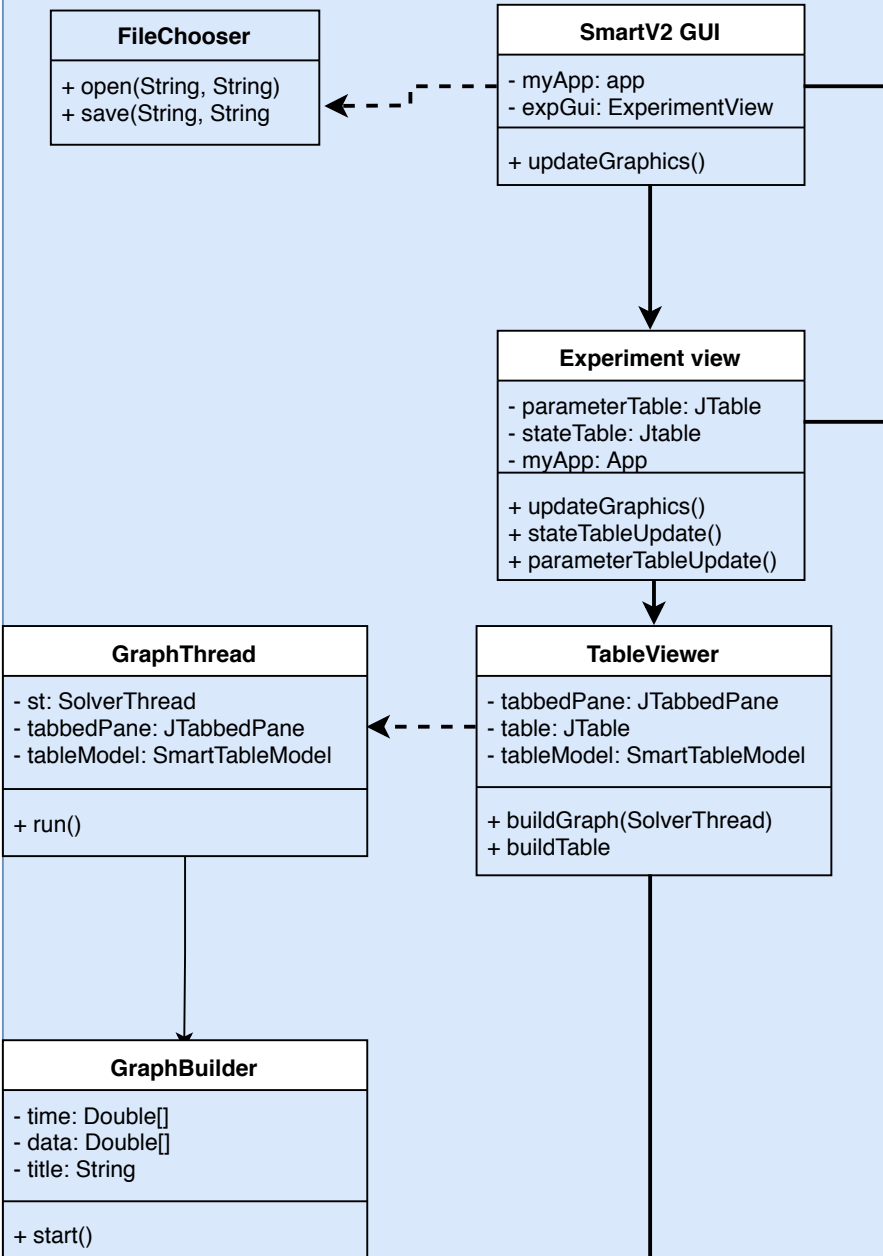 FileChooser
+ open(String, String)
+ save(String, String
SmartV2 GUI
- myApp: app
- expGui: ExperimentView
+ updateGraphics()
Experiment view
- parameterTable: JTable
- stateTable: Jtable
- myApp: App
+ updateGraphics()
+ stateTableUpdate()
+ parameterTableUpdate()
GraphThread
- st: SolverThread
- tabbedPane: JTabbedPane
- tableModel: SmartTableModel
+ run()
TableViewer
- tabbedPane: JTabbedPane
- table: JTable
- tableModel: SmartTableModel
+ buildGraph(SolverThread)
+ buildTable
GraphBuilder
- time: Double[]
- data: Double[]
- title: String
+ start()